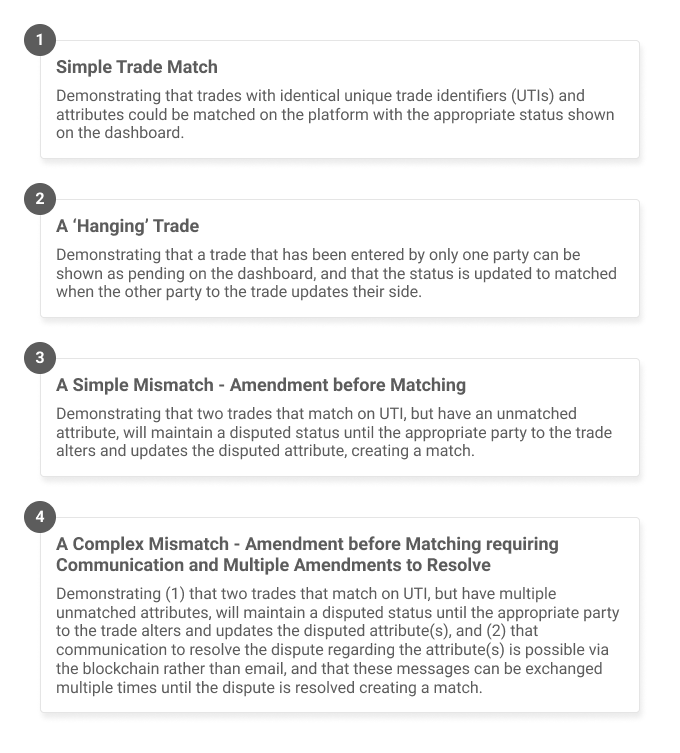 1
Simple Trade Match
Demonstrating that trades with identical unique trade identifiers (UTIs) and
attributes could be matched on the platform with the appropriate status shown
on the dashboard.
2
A ‘Hanging’ Trade
Demonstrating that a trade that has been entered by only one party can be
shown as pending on the dashboard, and that the status is updated to matched
when the other party to the trade updates their side.
3
A Simple Mismatch - Amendment before Matching
Demonstrating that two trades that match on UTI, but have an unmatched
attribute, will maintain a disputed status until the appropriate party to the trade
alters and updates the disputed attribute, creating a match.
4
A Complex Mismatch - Amendment before Matching requiring
Communication and Multiple Amendments to Resolve
Demonstrating (1) that two trades that match on UTI, but have multiple
unmatched attributes, will maintain a disputed status until the appropriate party
to the trade alters and updates the disputed attribute(s), and (2) that
communication to resolve the dispute regarding the attribute(s) is possible via
the blockchain rather than email, and that these messages can be exchanged
multiple times until the dispute is resolved creating a match.